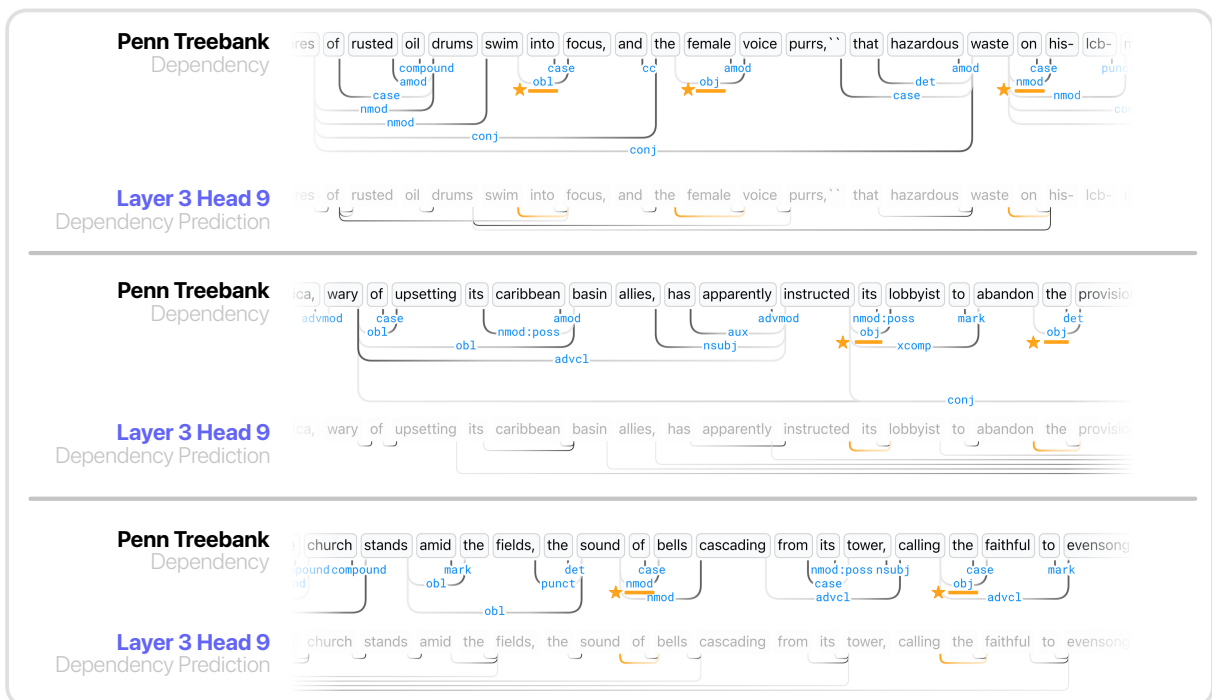 Penn Treebank
Dependency
res of rusted oil drums swim into focus, and the female voice purrs,`` that hazardous waste on his- lcb-
compound case cc amod amod case punc
amod obl obj det nmod
case case nmod
nmod
nmod
conj
conj
Layer 3 Head 9
Dependency Prediction
res of rusted oil drums swim into focus, and the female voice purrs,`` that hazardous waste on his- lcb-
Penn Treebank
Dependency
ica, wary of upsetting its caribbean basin allies, has apparently instructed its lobbyist to abandon the provision
advmod case amod advmod nmod:poss mark det
obl nmod:poss aux obj obj
obl nsubj xcomp
advcl
conj
Layer 3 Head 9
Dependency Prediction
ica, wary of upsetting its caribbean basin allies, has apparently instructed its lobbyist to abandon the provision
Penn Treebank
Dependency
church stands amid the fields, the sound of bells cascading from its tower, calling the faithful to evensong
pound compound mark det case nmod:poss nsubj case mark
obl punct nmod case obj
nmod advcl advcl
obl
Layer 3 Head 9
Dependency Prediction
church stands amid the fields, the sound of bells cascading from its tower, calling the faithful to evensong